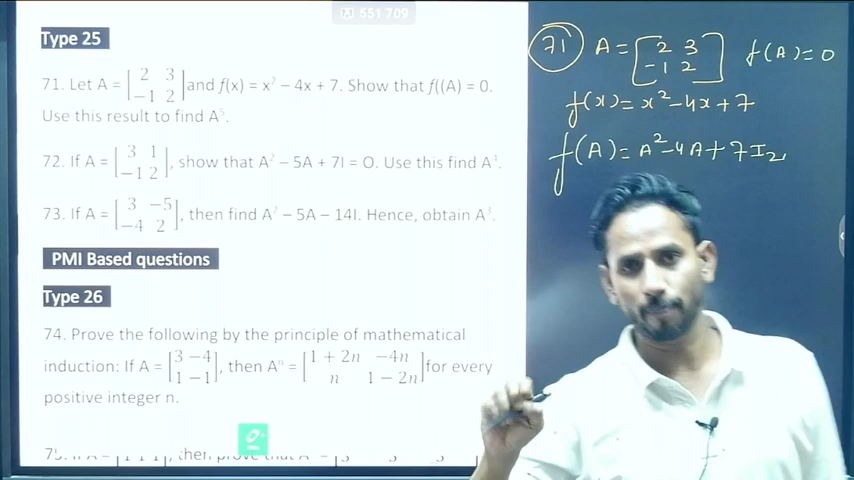 551 709
Type 25
71. Let A = [2 3 −1 2] and f(x) = x² − 4x + 7. Show that f((A) = 0.
Use this result to find A⁵.
72. If A = [3 1 −1 2], show that A² − 5A + 7I = O. Use this find A³.
73. If A = [3 −5 −4 2], then find A² − 5A − 14I. Hence, obtain A³.
PMI Based questions
Type 26
74. Prove the following by the principle of mathematical
induction: If A = [3 −4 1 −1], then Aⁿ = [1 + 2n −4n n 1 − 2n] for every
positive integer n.
71 A = [2 3 −1 2] f(A) = 0
f(x) = x² − 4x + 7
f(A) = A² − 4A + 7I₂